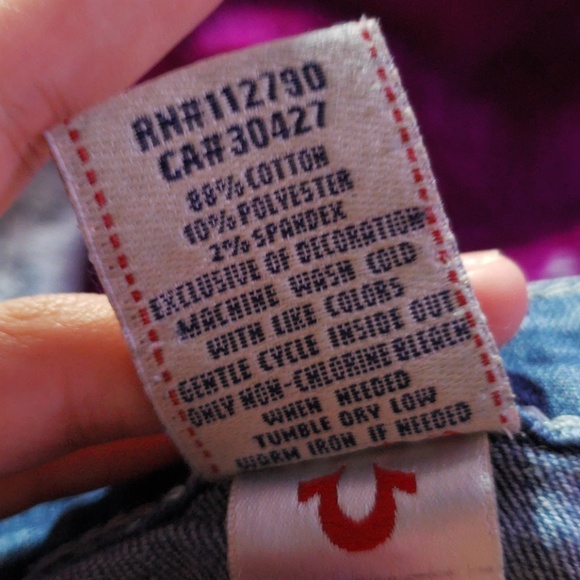 RN#112790
CA#30427
88%COTTON
10%POLYESTER
2%SPANDEX
EXCLUSIVE OF DECORATION
MACHINE WASH COLD
WITH LIKE COLORS
GENTLE CYCLE INSIDE OUT
ONLY NON-CHLORINE BLEACH
WHEN NEEDED
TUMBLE DRY LOW
WORM IRON IF NEEDED